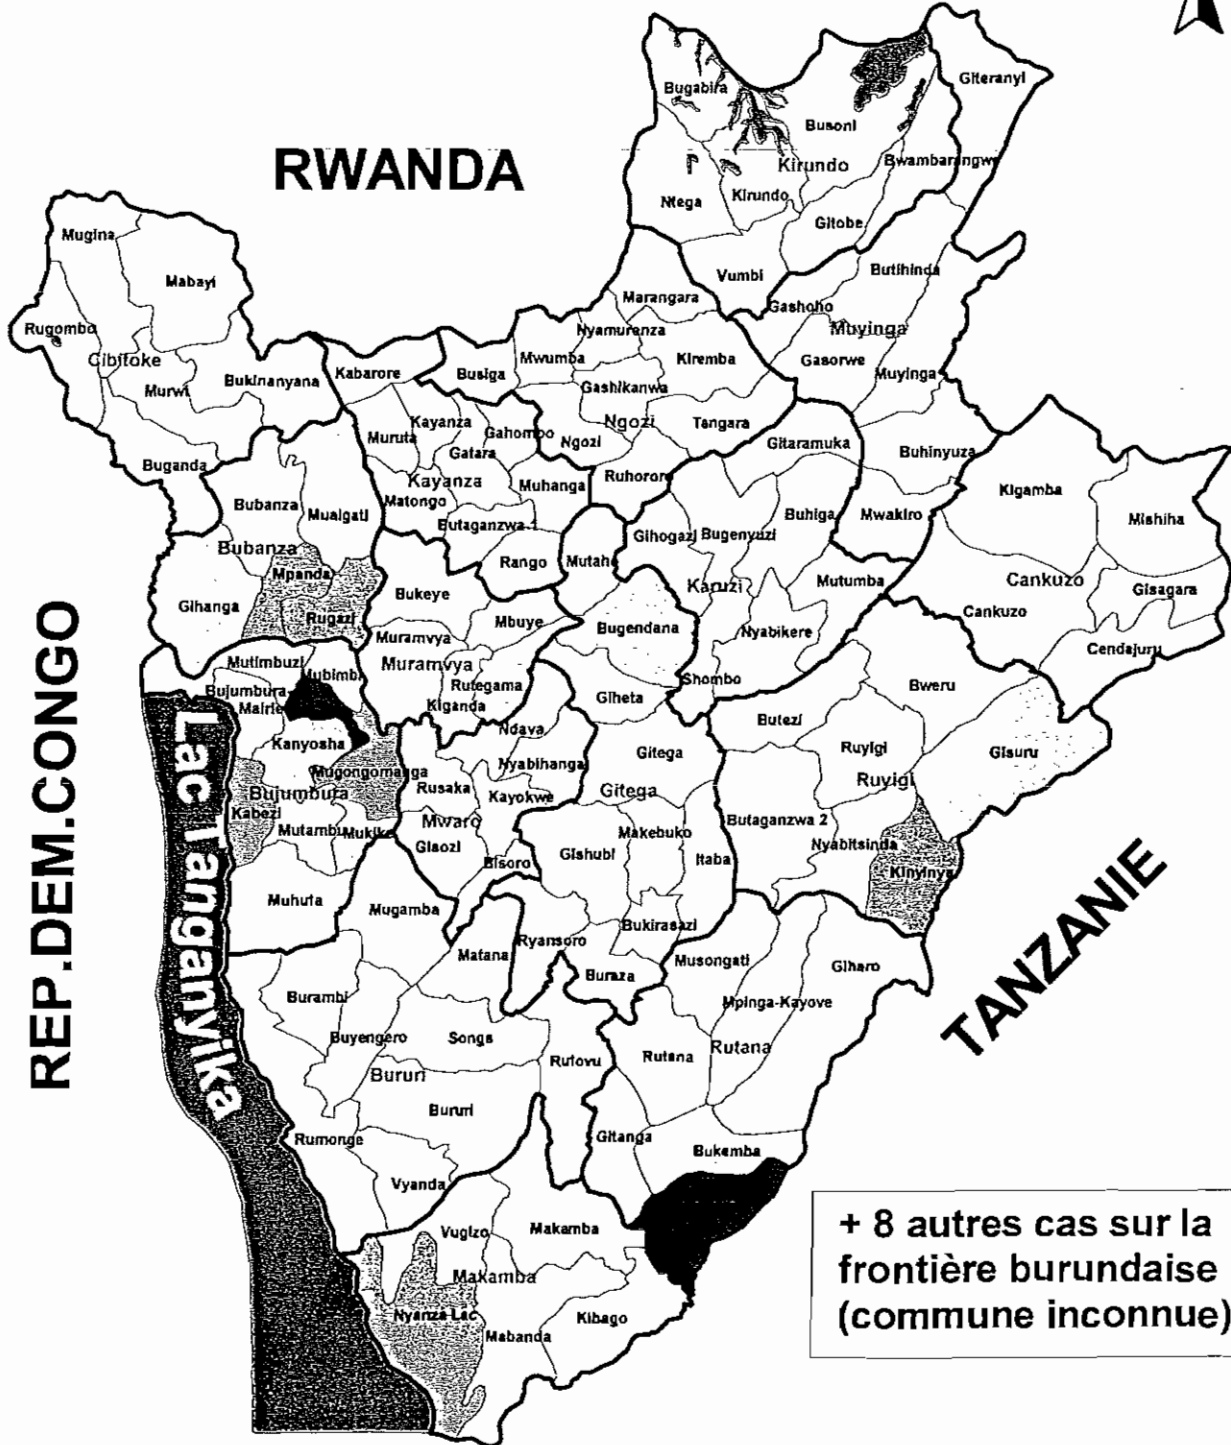 RWANDA
REP.DEM.CONGO
TANZANIE
Lac Tanganyika
Bugabira
Giteranyi
Busoni
Kirundo
Bwambarangwe
Ntega
Kirundo
Gitobe
Vumbi
Butihinda
Mugina
Mabayi
Rugombo
Cibitoke
Murwi
Bukinanyana
Buganda
Marangara
Gashoho
Nyamurenza
Muyinga
Mwumba
Kiremba
Gasorwe
Muyinga
Kabarore
Busiga
Gashikanwa
Ngozi
Tangara
Ngozi
Gitaramuka
Buhinyuza
Kayanza
Muruta
Gahombo
Gatara
Kayanza
Ruhororo
Muhanga
Matongo
Butaganzwa 1
Rango
Mutaho
Gihogazi
Bugenyuzi
Buhiga
Mwakiro
Kigamba
Mishiha
Bubanza
Musigati
Bubanza
Mpanda
Gihanga
Rugazi
Bukeye
Mbuye
Muramvya
Muramvya
Rutegama
Kiganda
Bugendana
Karuzi
Mutumba
Nyabikere
Shombo
Cankuzo
Cankuzo
Gisagara
Cendajuru
Giheta
Mutimbuzi
Mubimbi
Bujumbura
Mairie
Kanyosha
Mugongomanga
Bujumbura
Kabezi
Mutambu
Mukike
Muhuta
Ndava
Nyabihanga
Rusaka
Kayokwe
Mwaro
Gisozi
Bisoro
Gitega
Gitega
Makebuko
Gishubi
Itaba
Bukirasazi
Ryansoro
Buraza
Bweru
Butezi
Ruyigi
Ruyigi
Gisuru
Butaganzwa 2
Nyabitsinda
Kinyinya
Mugamba
Matana
Burambi
Buyengero
Songa
Rutovu
Bururi
Bururi
Rumonge
Vyanda
Musongati
Giharo
Mpinga-Kayove
Rutana
Rutana
Gitanga
Bukemba
Vugizo
Makamba
Makamba
Nyanza-Lac
Mabanda
Kibago
+ 8 autres cas sur la
frontière burundaise
(commune inconnue)